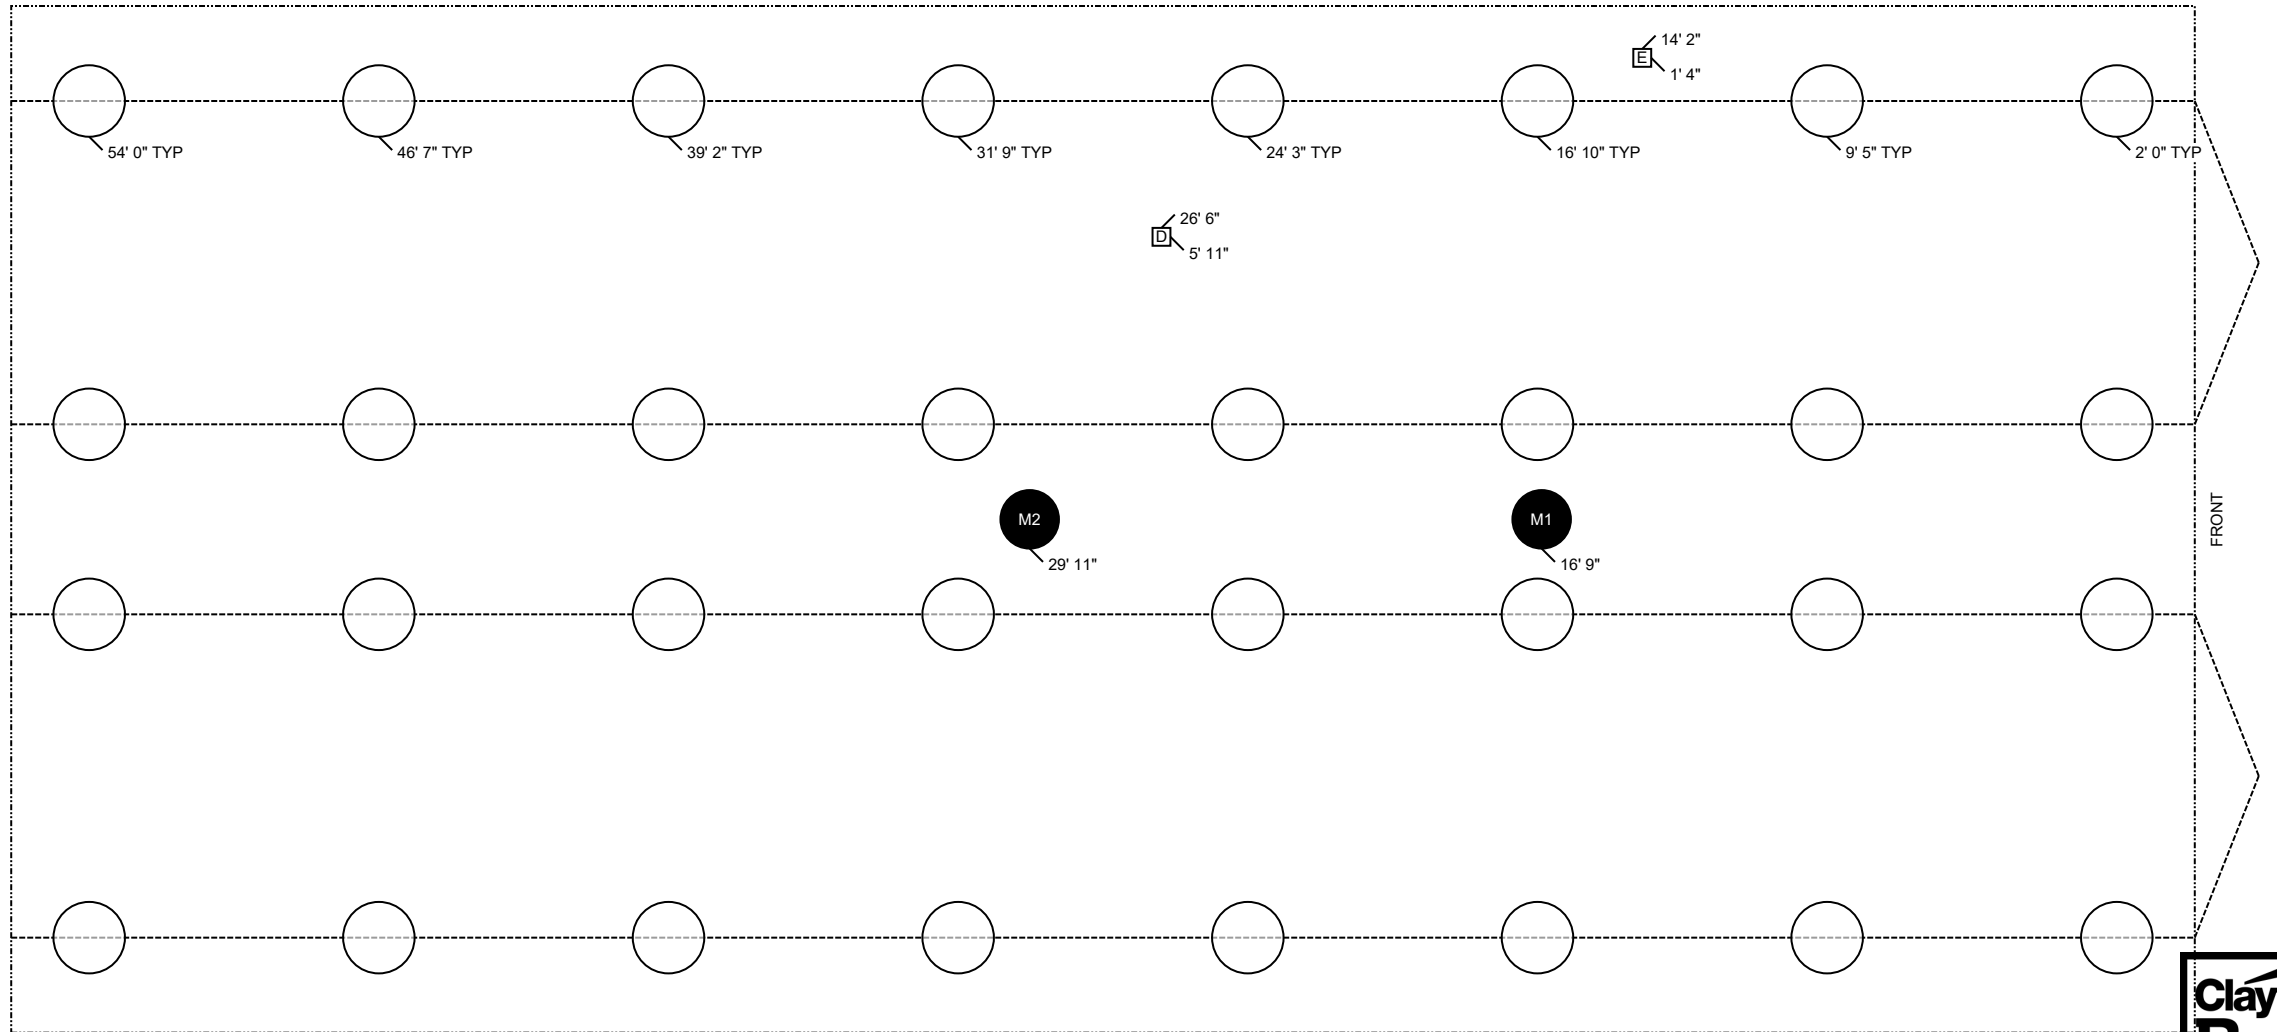 14' 2"
E
1' 4"
54' 0" TYP
46' 7" TYP
39' 2" TYP
31' 9" TYP
24' 3" TYP
16' 10" TYP
9' 5" TYP
2' 0" TYP
26' 6"
D
5' 11"
M2
M1
FRONT
29' 11"
16' 9"
Clay